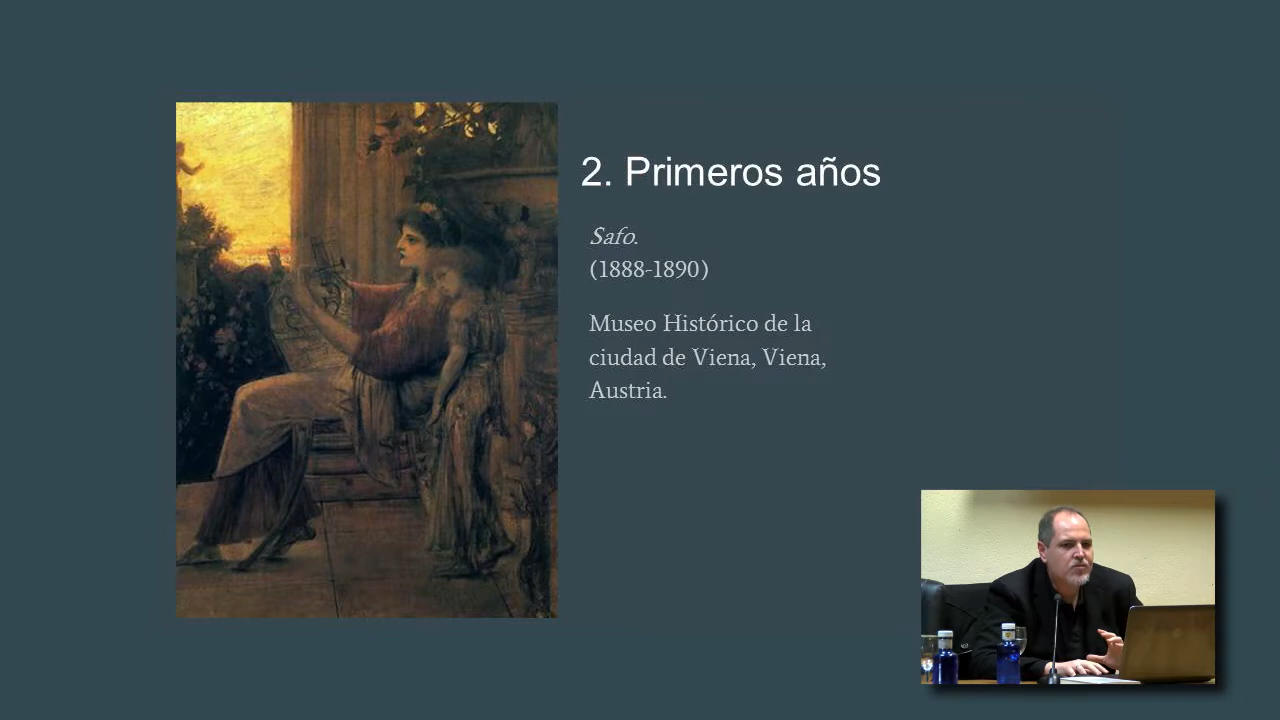 2. Primeros años
Safo.
(1888-1890)
Museo Histórico de la
ciudad de Viena, Viena,
Austria.